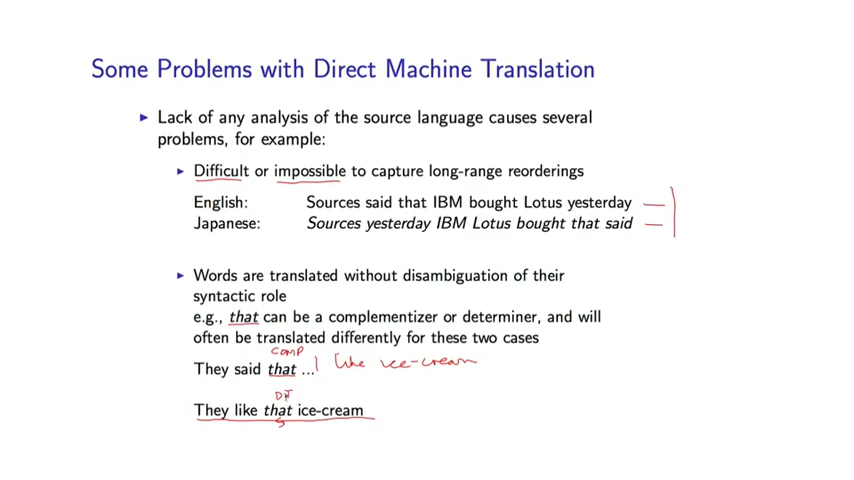 Some Problems with Direct Machine Translation
▶ Lack of any analysis of the source language causes several
problems, for example:
▶ Difficult or impossible to capture long-range reorderings
English: Sources said that IBM bought Lotus yesterday
Japanese: Sources yesterday IBM Lotus bought that said
▶ Words are translated without disambiguation of their
syntactic role
e.g., that can be a complementizer or determiner, and will
often be translated differently for these two cases
COMP
They said that ... I like ice-cream
DT
They like that ice-cream